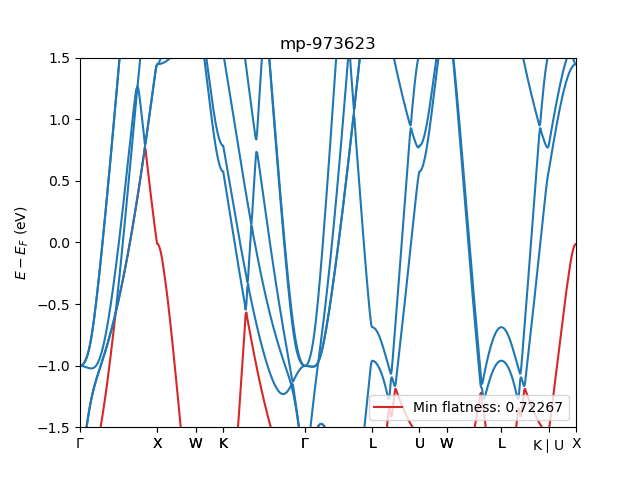 mp-973623
E − E_F (eV)
1.5
1.0
0.5
0.0
−0.5
−1.0
−1.5
Min flatness: 0.72267
Γ X W K Γ L U W L K | U X